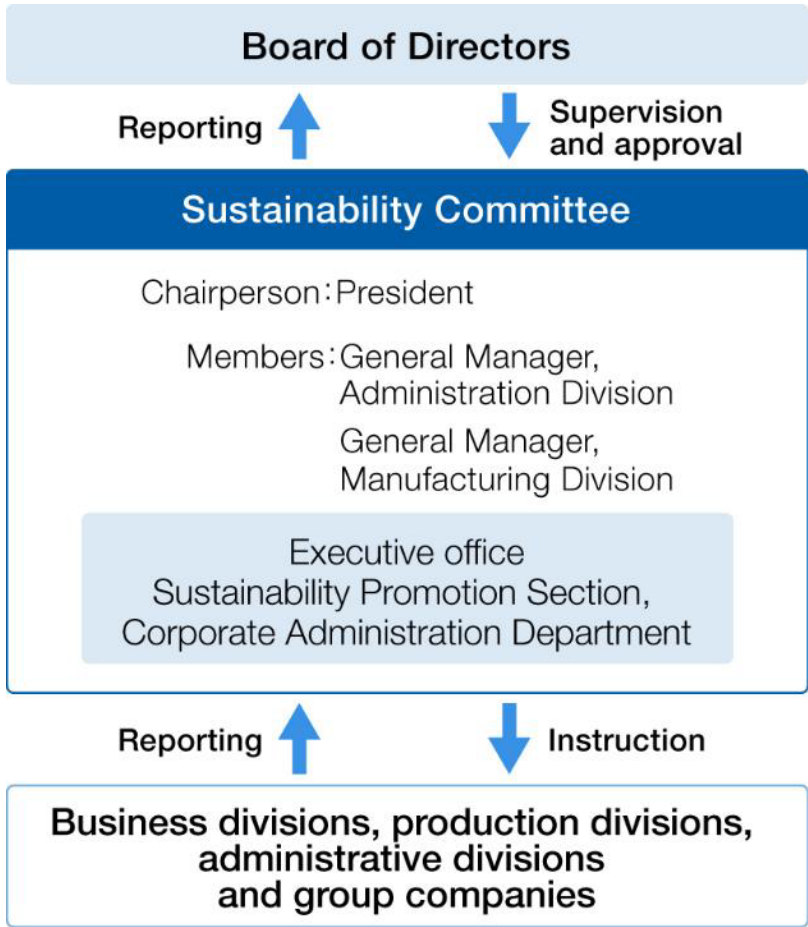 Board of Directors
Reporting
Supervision
and approval
Sustainability Committee
Chairperson：President
Members：General Manager,
Administration Division
General Manager,
Manufacturing Division
Executive office
Sustainability Promotion Section,
Corporate Administration Department
Reporting
Instruction
Business divisions, production divisions,
administrative divisions
and group companies